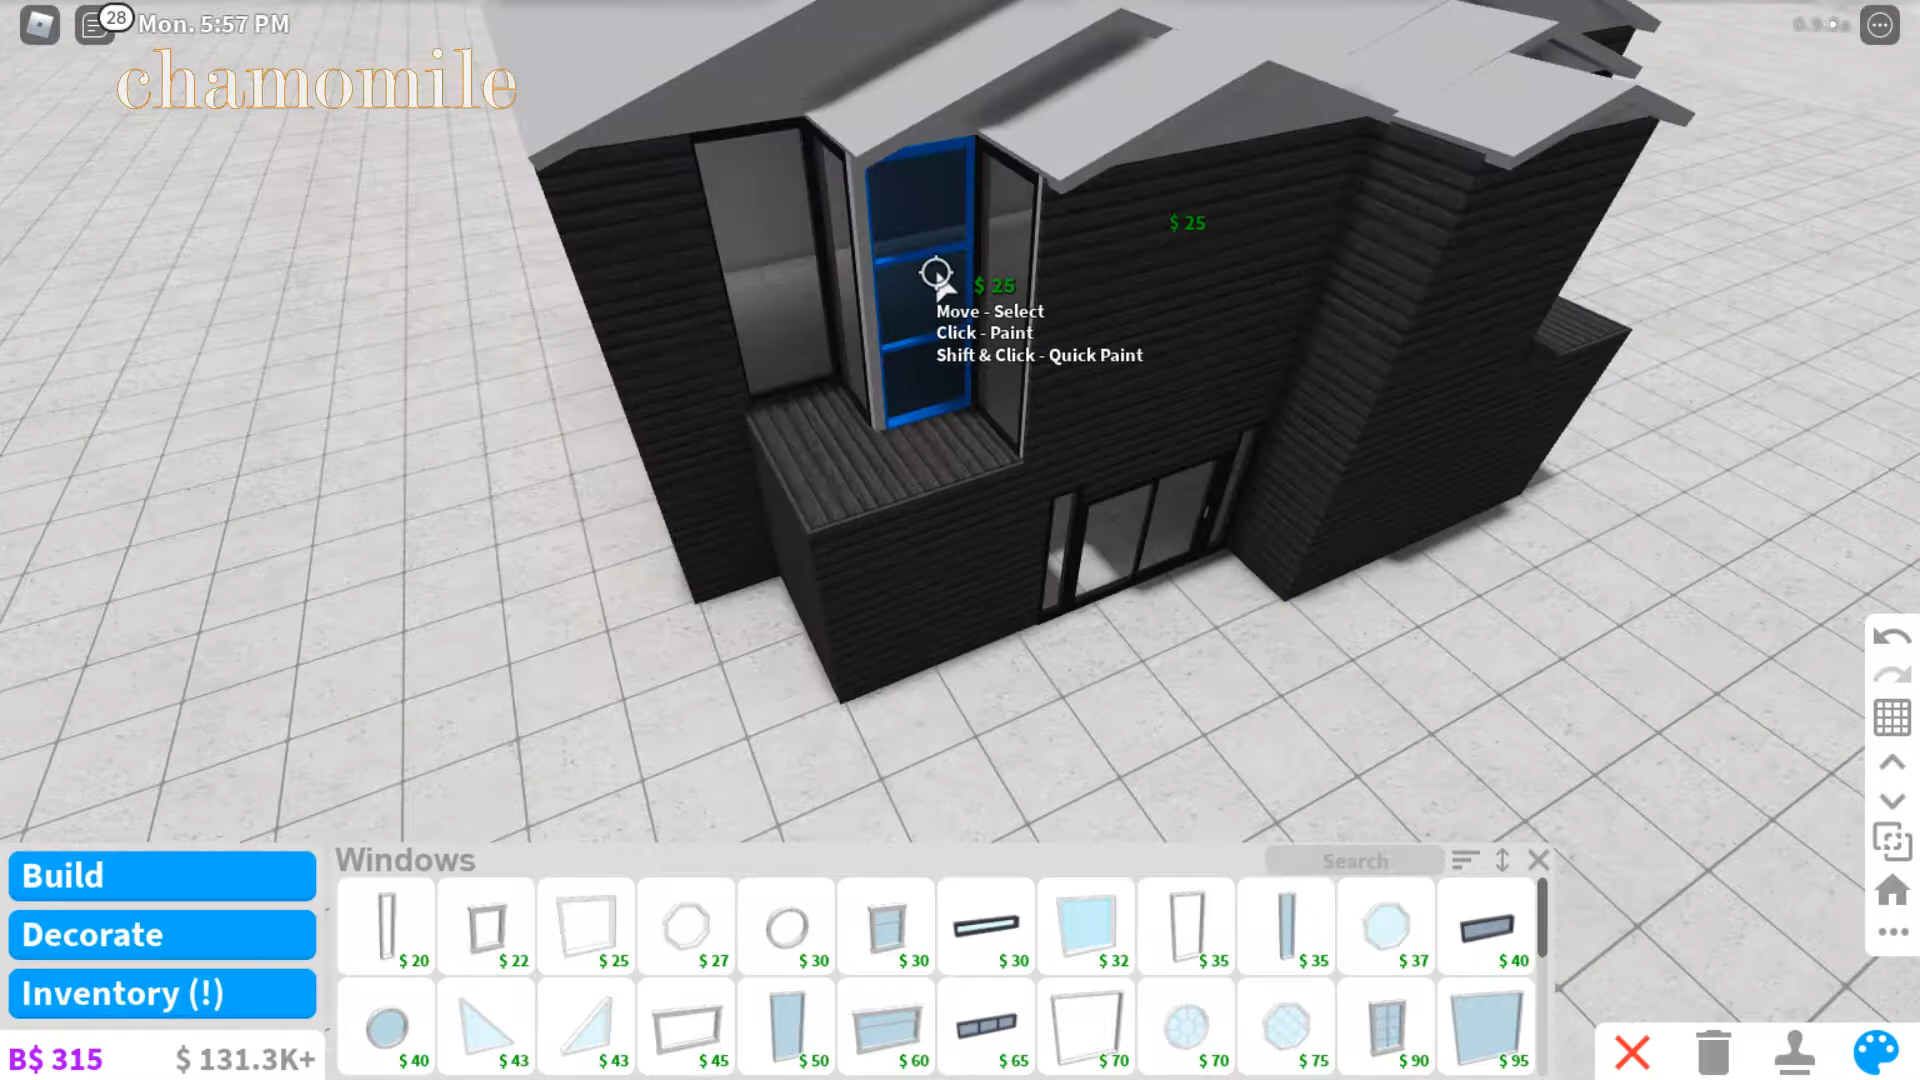 28
Mon. 5:57 PM
chamomile
$ 25
$ 25
Move - Select
Click - Paint
Shift & Click - Quick Paint
Build
Decorate
Inventory (!)
B$ 315
$ 131.3K+
Windows
Search
$ 20
$ 22
$ 25
$ 27
$ 30
$ 30
$ 30
$ 32
$ 35
$ 35
$ 37
$ 40
$ 40
$ 43
$ 43
$ 45
$ 50
$ 60
$ 65
$ 70
$ 70
$ 75
$ 90
$ 95